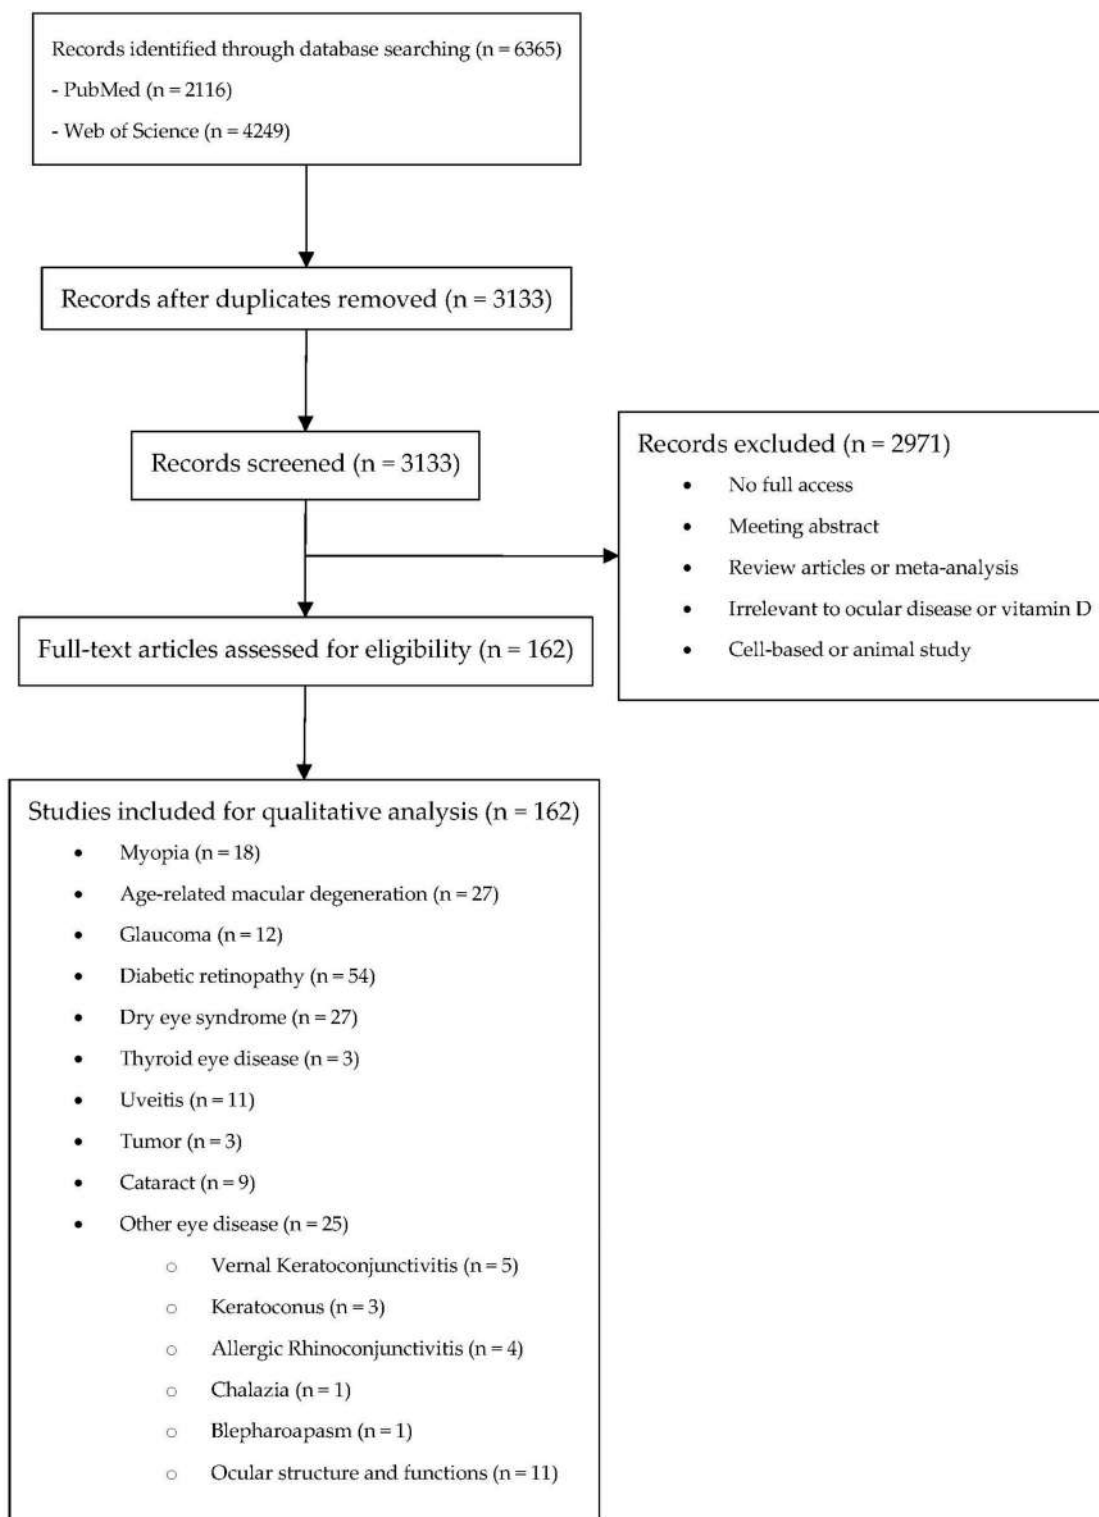 Records identified through database searching (n = 6365)
- PubMed (n = 2116)
- Web of Science (n = 4249)
Records after duplicates removed (n = 3133)
Records screened (n = 3133)
Records excluded (n = 2971)
• No full access
• Meeting abstract
• Review articles or meta-analysis
• Irrelevant to ocular disease or vitamin D
• Cell-based or animal study
Full-text articles assessed for eligibility (n = 162)
Studies included for qualitative analysis (n = 162)
• Myopia (n = 18)
• Age-related macular degeneration (n = 27)
• Glaucoma (n = 12)
• Diabetic retinopathy (n = 54)
• Dry eye syndrome (n = 27)
• Thyroid eye disease (n = 3)
• Uveitis (n = 11)
• Tumor (n = 3)
• Cataract (n = 9)
• Other eye disease (n = 25)
○ Vernal Keratoconjunctivitis (n = 5)
○ Keratoconus (n = 3)
○ Allergic Rhinoconjunctivitis (n = 4)
○ Chalazia (n = 1)
○ Blepharoapasm (n = 1)
○ Ocular structure and functions (n = 11)